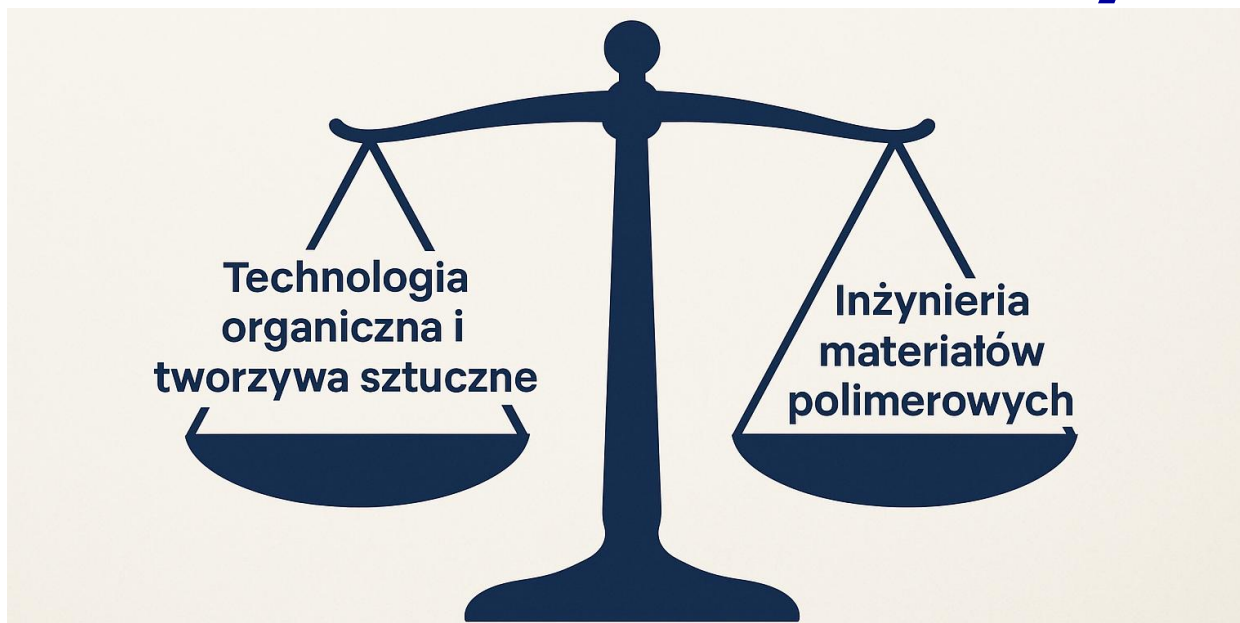 Technologia
organiczna i
tworzywa sztuczne
Inżynieria
materiałów
polimerowych